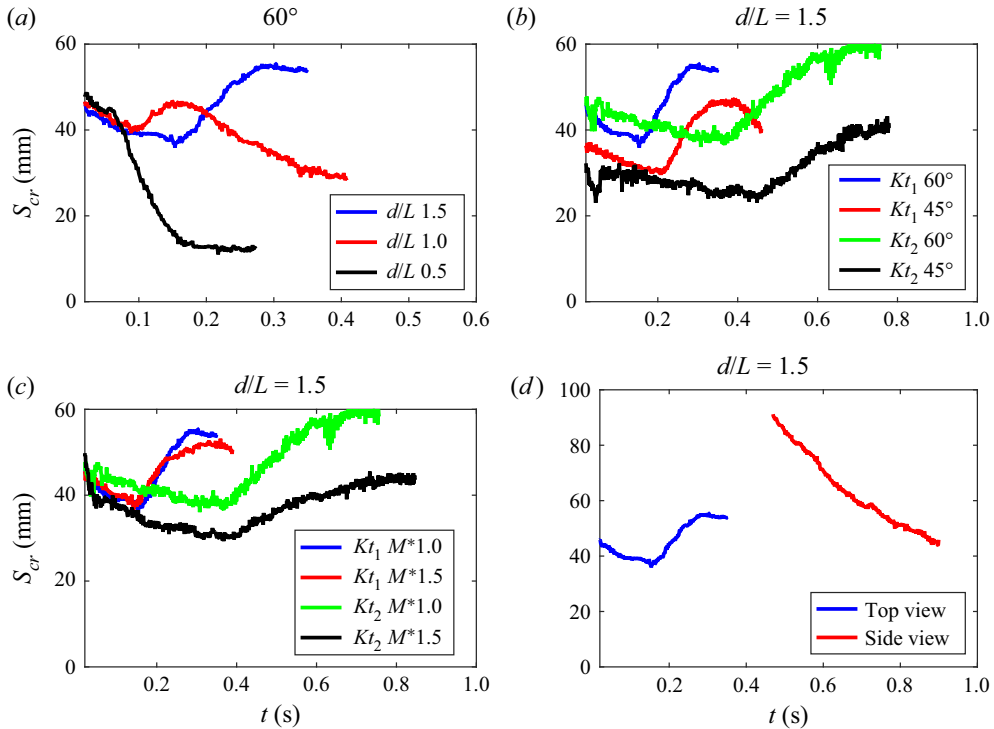 (a) 60°
60
40
20
0
S_cr (mm)
0.1 0.2 0.3 0.4 0.5 0.6
d/L 1.5
d/L 1.0
d/L 0.5
(b) d/L = 1.5
60
40
20
0
0.2 0.4 0.6 0.8 1.0
Kt₁ 60°
Kt₁ 45°
Kt₂ 60°
Kt₂ 45°
(c) d/L = 1.5
60
40
20
0
S_cr (mm)
0.2 0.4 0.6 0.8 1.0
t (s)
Kt₁ M*1.0
Kt₁ M*1.5
Kt₂ M*1.0
Kt₂ M*1.5
(d) d/L = 1.5
100
80
60
40
20
0
0.2 0.4 0.6 0.8 1.0
t (s)
Top view
Side view